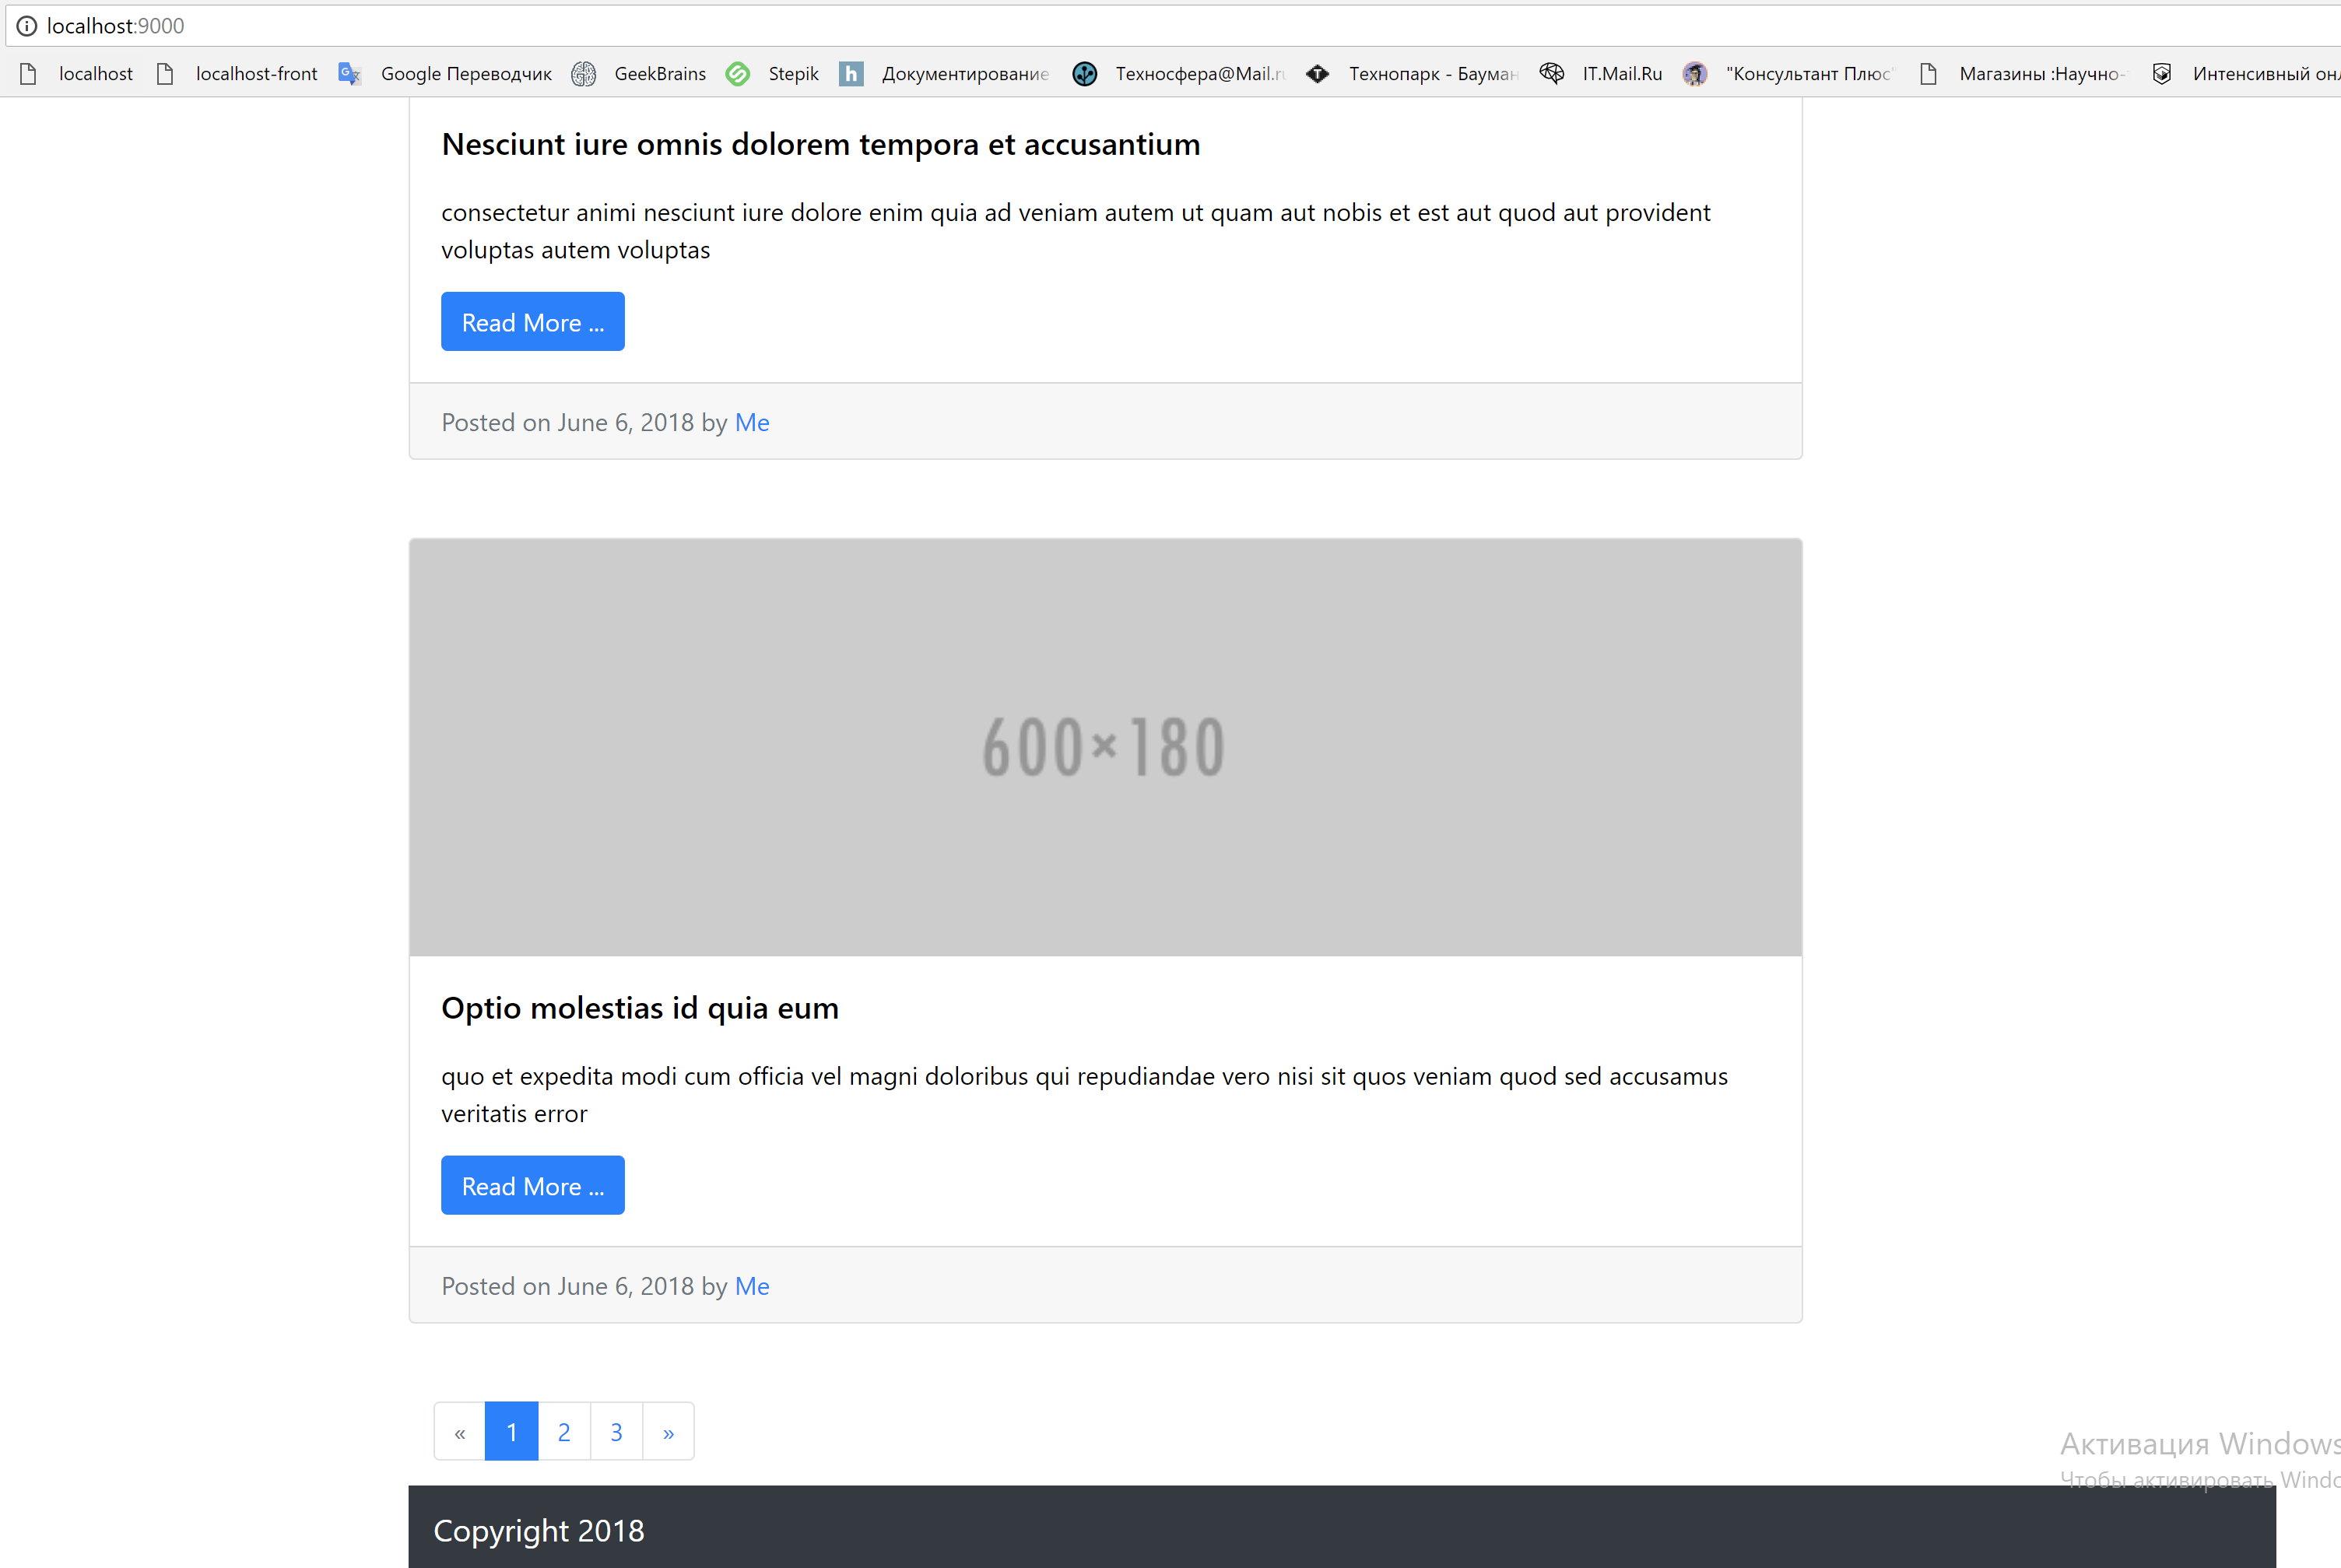 localhost:9000
localhost localhost-front Google Переводчик GeekBrains Stepik Документирование Техносфера@Mail.ru Технопарк - Бауман IT.Mail.Ru "Консультант Плюс" Магазины :Научно- Интенсивный онл
Nesciunt iure omnis dolorem tempora et accusantium
consectetur animi nesciunt iure dolore enim quia ad veniam autem ut quam aut nobis et est aut quod aut provident
voluptas autem voluptas
Read More ...
Posted on June 6, 2018 by Me
600×180
Optio molestias id quia eum
quo et expedita modi cum officia vel magni doloribus qui repudiandae vero nisi sit quos veniam quod sed accusamus
veritatis error
Read More ...
Posted on June 6, 2018 by Me
« 1 2 3 »
Активация Windows
Чтобы активировать Windo
Copyright 2018